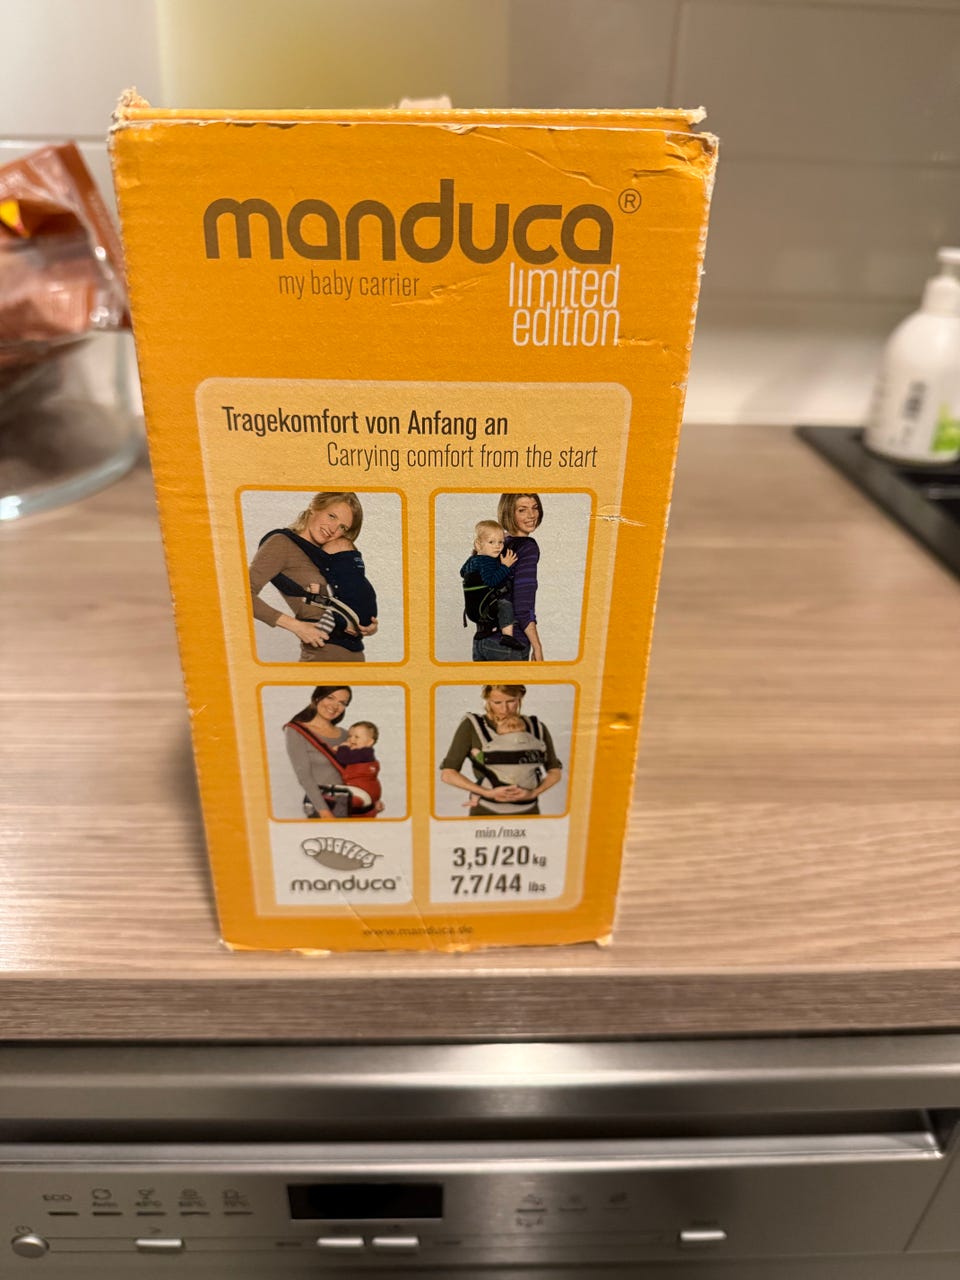 manduca®
my baby carrier
limited
edition
Tragekomfort von Anfang an
Carrying comfort from the start
min/max
3,5/20 kg
7.7/44 lbs
manduca®
www.manduca.de
ECO